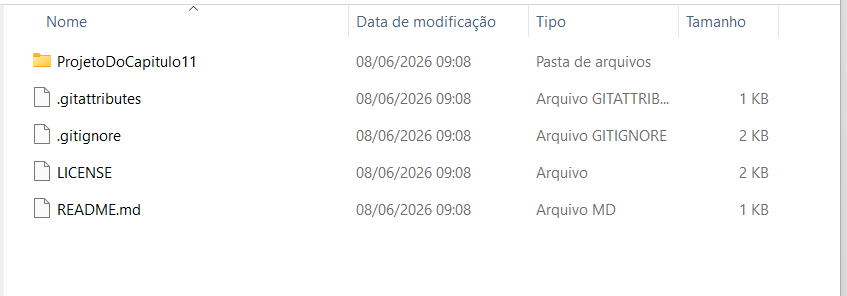 Nome Data de modificação Tipo Tamanho
ProjetoDoCapitulo11 08/06/2026 09:08 Pasta de arquivos
.gitattributes 08/06/2026 09:08 Arquivo GITATTRIB... 1 KB
.gitignore 08/06/2026 09:08 Arquivo GITIGNORE 2 KB
LICENSE 08/06/2026 09:08 Arquivo 2 KB
README.md 08/06/2026 09:08 Arquivo MD 1 KB